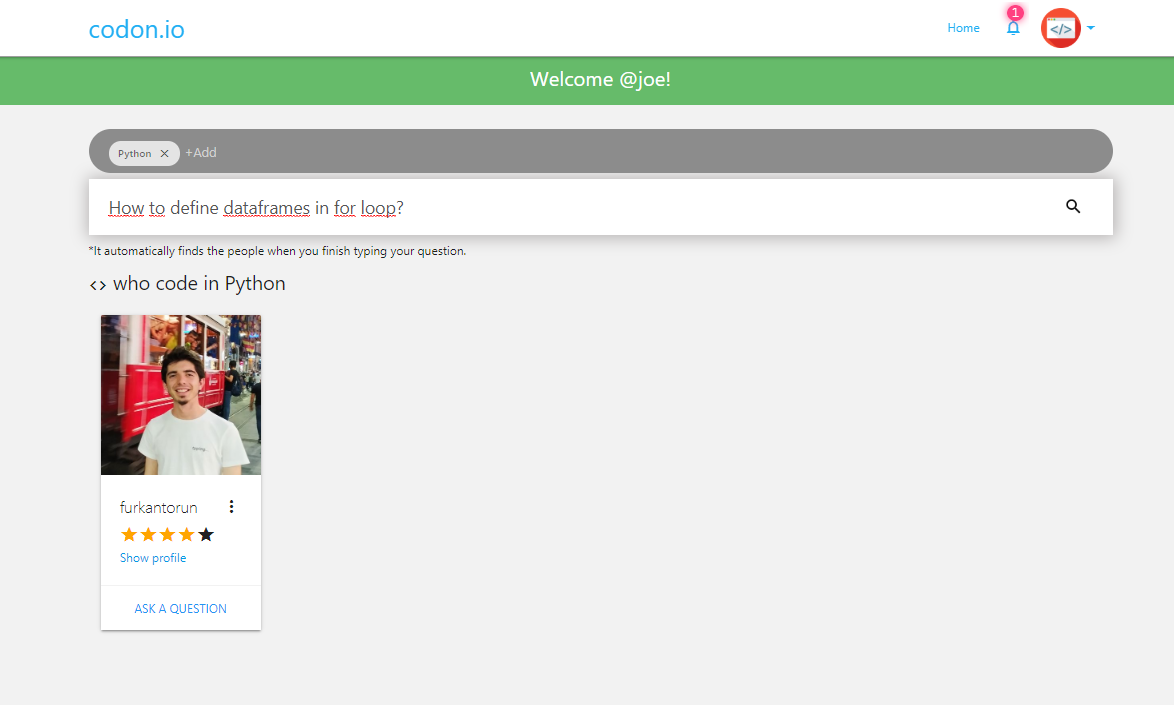 codon.io
Home
1
</>
Welcome @joe!
Python
+Add
How to define dataframes in for loop?
*It automatically finds the people when you finish typing your question.
<> who code in Python
furkantorun
Show profile
ASK A QUESTION